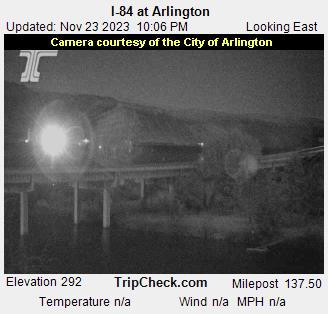 I-84 at Arlington
Updated: Nov 23 2023 10:06 PM Looking East
Camera courtesy of the City of Arlington
Elevation 292 TripCheck.com Milepost 137.50
Temperature n/a Wind n/a MPH n/a